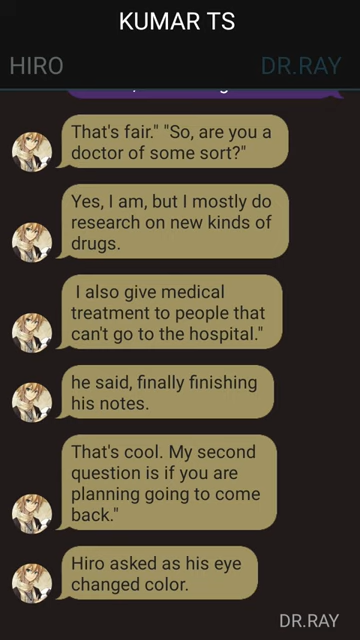 KUMAR TS
HIRO
DR.RAY
That's fair." "So, are you a
doctor of some sort?"
Yes, I am, but I mostly do
research on new kinds of
drugs.
I also give medical
treatment to people that
can't go to the hospital."
he said, finally finishing
his notes.
That's cool. My second
question is if you are
planning going to come
back."
Hiro asked as his eye
changed color.
DR.RAY